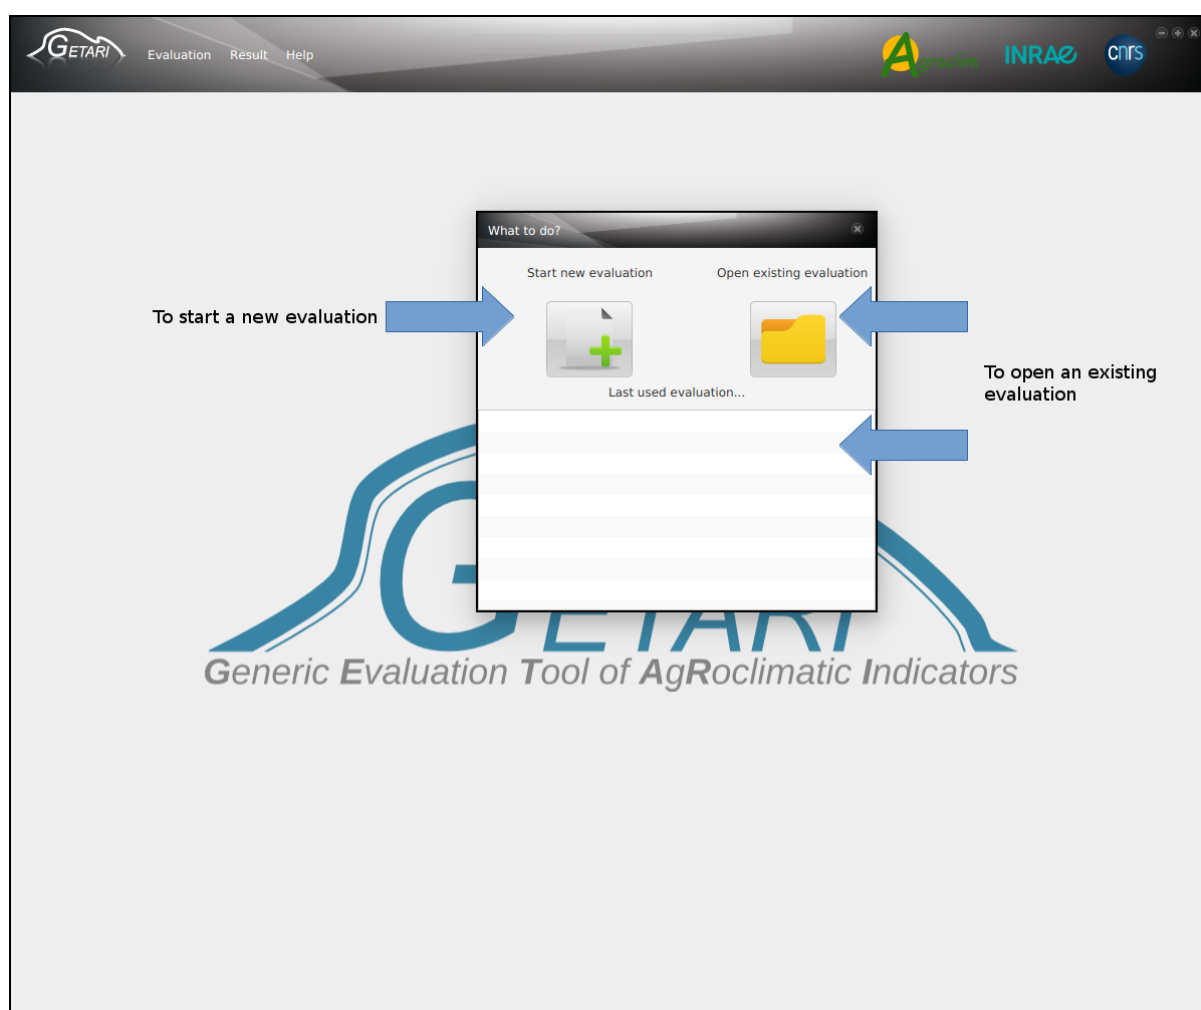 GETARI
Evaluation Result Help
Agroclim INRAE cnrs
What to do?
Start new evaluation Open existing evaluation
To start a new evaluation
To open an existing
evaluation
Last used evaluation...
GETARI
Generic Evaluation Tool of AgRoclimatic Indicators